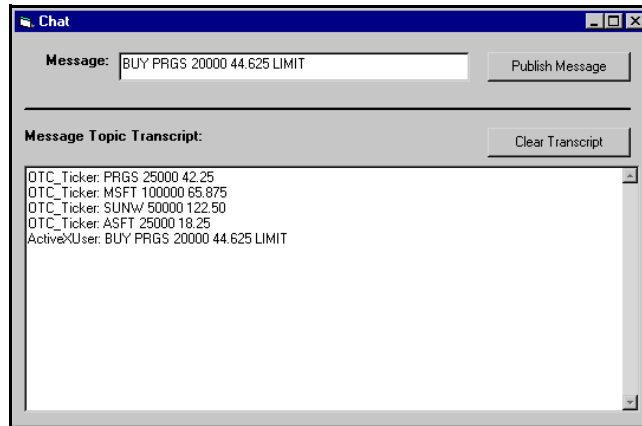 Chat
Message: BUY PRGS 20000 44.625 LIMIT Publish Message
Message Topic Transcript: Clear Transcript
OTC_Ticker: PRGS 25000 42.25
OTC_Ticker: MSFT 100000 65.875
OTC_Ticker: SUNW 50000 122.50
OTC_Ticker: ASFT 25000 18.25
ActiveXUser: BUY PRGS 20000 44.625 LIMIT